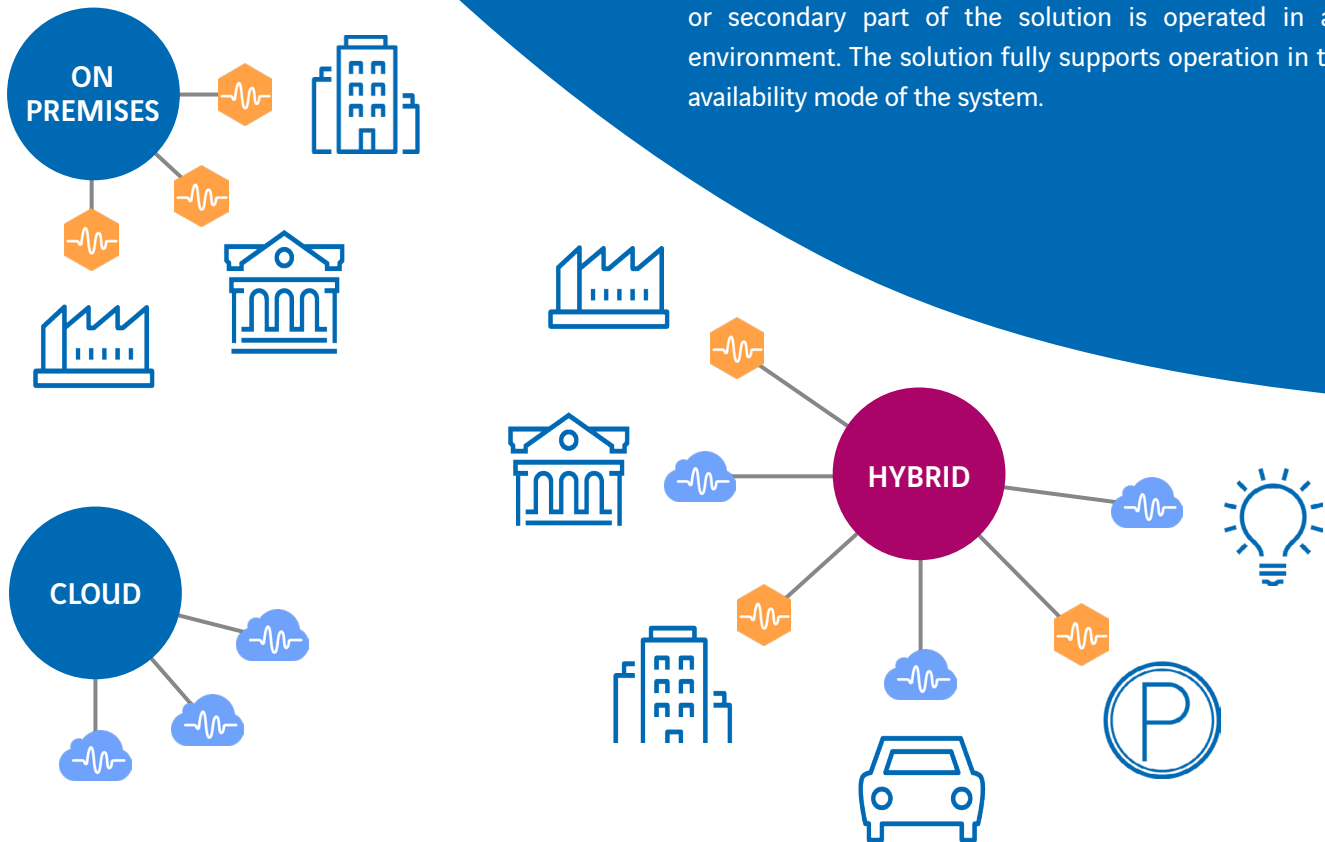 or secondary part of the solution is operated in a
environment. The solution fully supports operation in t
availability mode of the system.
ON
PREMISES
HYBRID
CLOUD
P